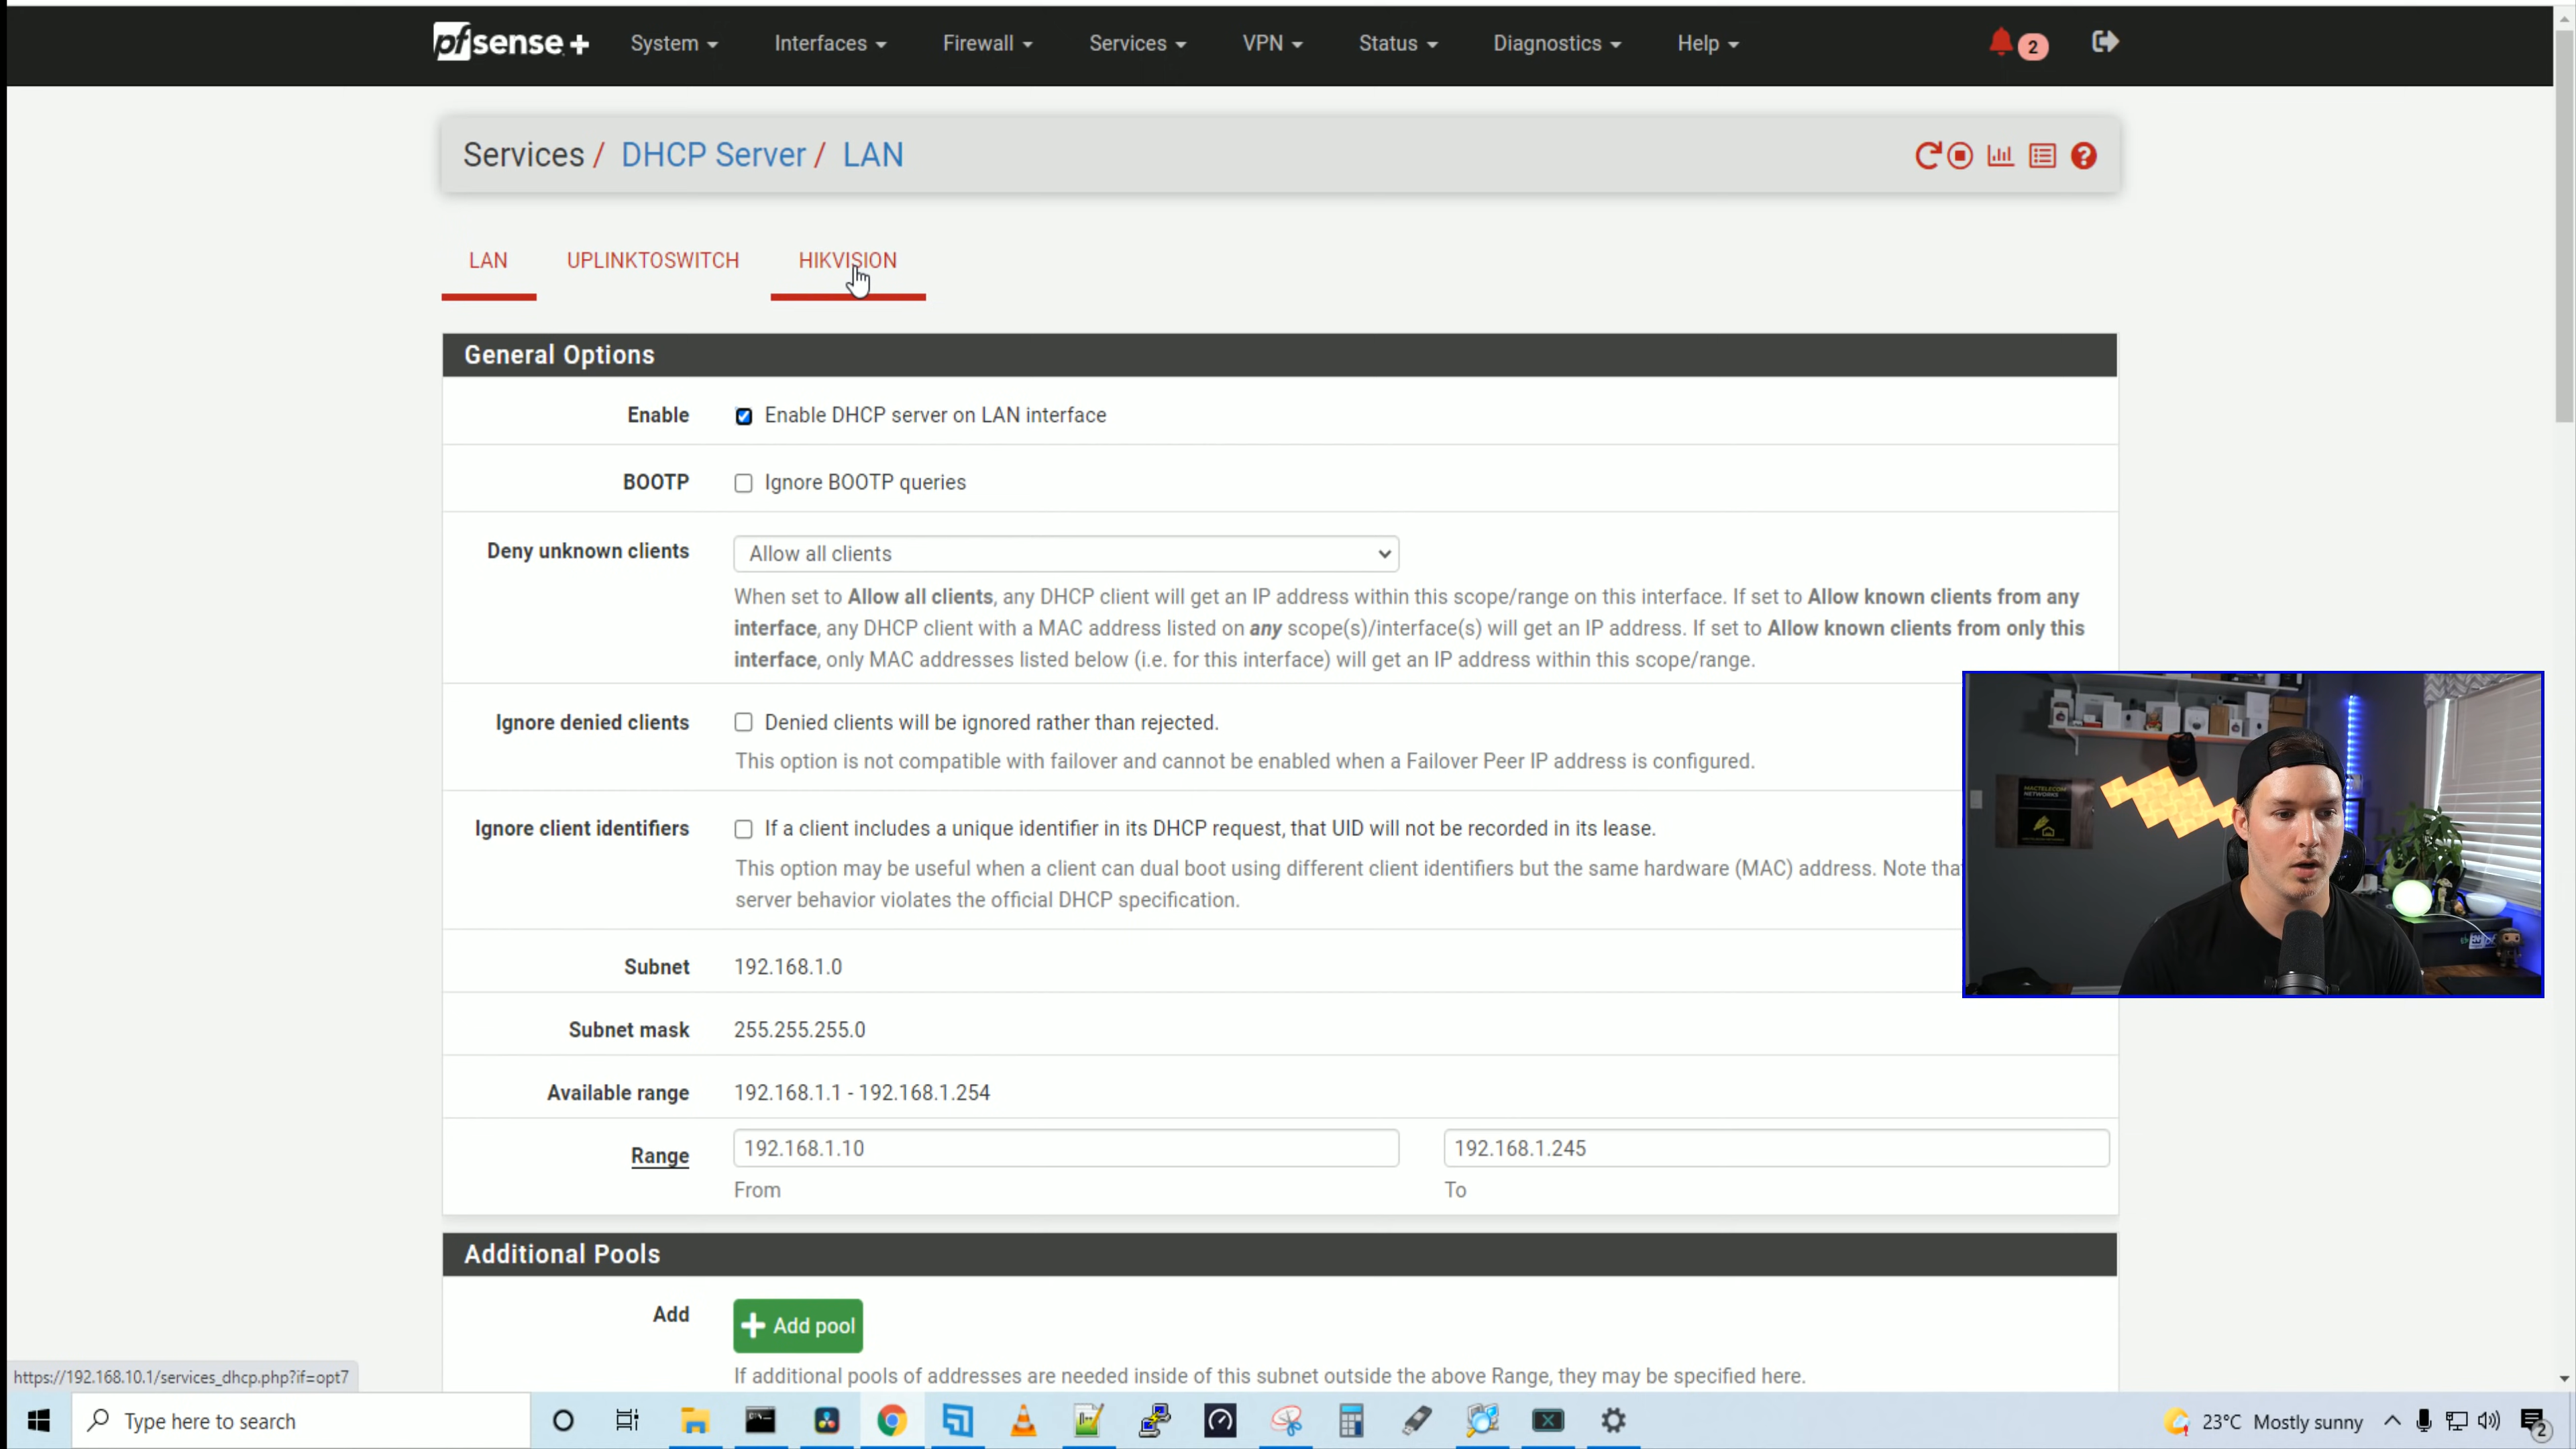 pfsense+ System Interfaces Firewall Services VPN Status Diagnostics Help 2
Services / DHCP Server / LAN
LAN UPLINKTOSWITCH HIKVISION
General Options
Enable Enable DHCP server on LAN interface
BOOTP Ignore BOOTP queries
Deny unknown clients Allow all clients
When set to Allow all clients, any DHCP client will get an IP address within this scope/range on this interface. If set to Allow known clients from any
interface, any DHCP client with a MAC address listed on any scope(s)/interface(s) will get an IP address. If set to Allow known clients from only this
interface, only MAC addresses listed below (i.e. for this interface) will get an IP address within this scope/range.
Ignore denied clients Denied clients will be ignored rather than rejected.
This option is not compatible with failover and cannot be enabled when a Failover Peer IP address is configured.
Ignore client identifiers If a client includes a unique identifier in its DHCP request, that UID will not be recorded in its lease.
This option may be useful when a client can dual boot using different client identifiers but the same hardware (MAC) address. Note tha
server behavior violates the official DHCP specification.
MACTELECOM
NETWORKS
Subnet 192.168.1.0
Subnet mask 255.255.255.0
Available range 192.168.1.1 - 192.168.1.254
Range 192.168.1.10 192.168.1.245
From To
Additional Pools
Add Add pool
If additional pools of addresses are needed inside of this subnet outside the above Range, they may be specified here.
https://192.168.10.1/services_dhcp.php?if=opt7
Type here to search 23°C Mostly sunny 2